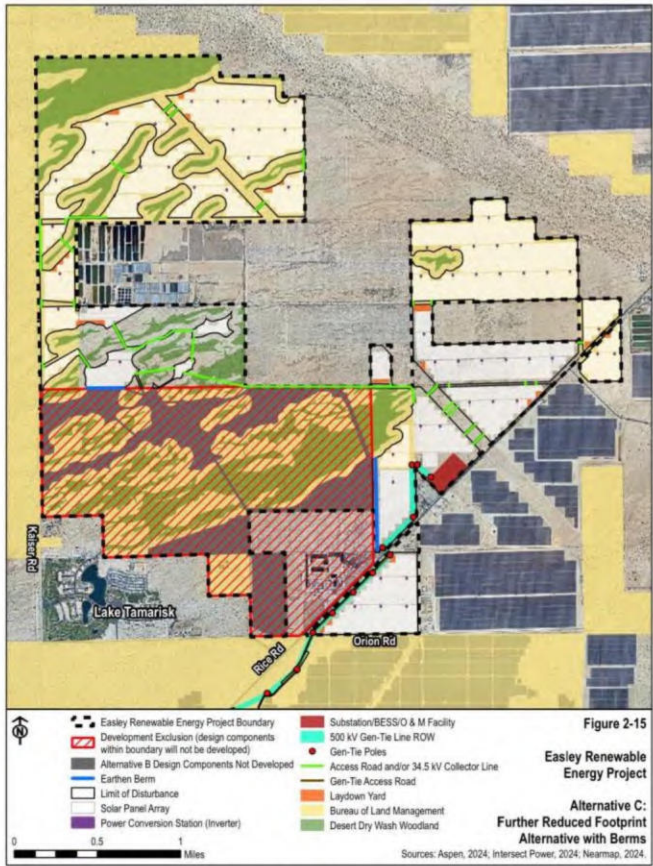 Kaiser Rd
Lake Tamarisk
Rice Rd
Orion Rd
N
Easley Renewable Energy Project Boundary
Development Exclusion (design components
within boundary will not be developed)
Alternative B Design Components Not Developed
Earthen Berm
Limit of Disturbance
Solar Panel Array
Power Conversion Station (Inverter)
0 0.5 1
Miles
Substation/BESS/O & M Facility
500 kV Gen-Tie Line ROW
Gen-Tie Poles
Access Road and/or 34.5 kV Collector Line
Gen-Tie Access Road
Laydown Yard
Bureau of Land Management
Desert Dry Wash Woodland
Figure 2-15
Easley Renewable
Energy Project
Alternative C:
Further Reduced Footprint
Alternative with Berms
Sources: Aspen, 2024; Intersect Power, 2024; Nearmap, 2024.